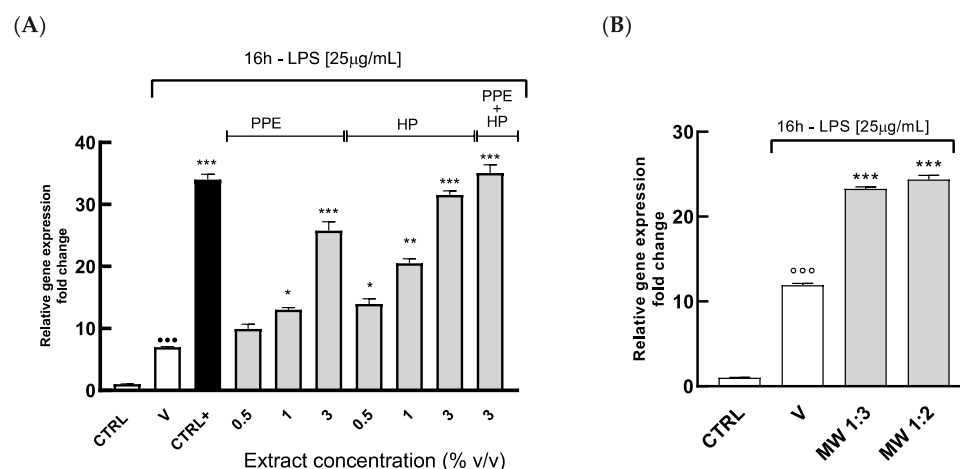 (A)
16h - LPS [25μg/mL]
PPE
HP
PPE
+
HP
Relative gene expression
fold change
40
30
20
10
0
***
•••
*
***
*
**
***
***
CTRL
V
CTRL+
0.5
1
3
0.5
1
3
3
Extract concentration (% v/v)
(B)
16h - LPS [25μg/mL]
Relative gene expression
fold change
30
20
10
0
°°°
***
***
CTRL
V
MW 1:3
MW 1:2